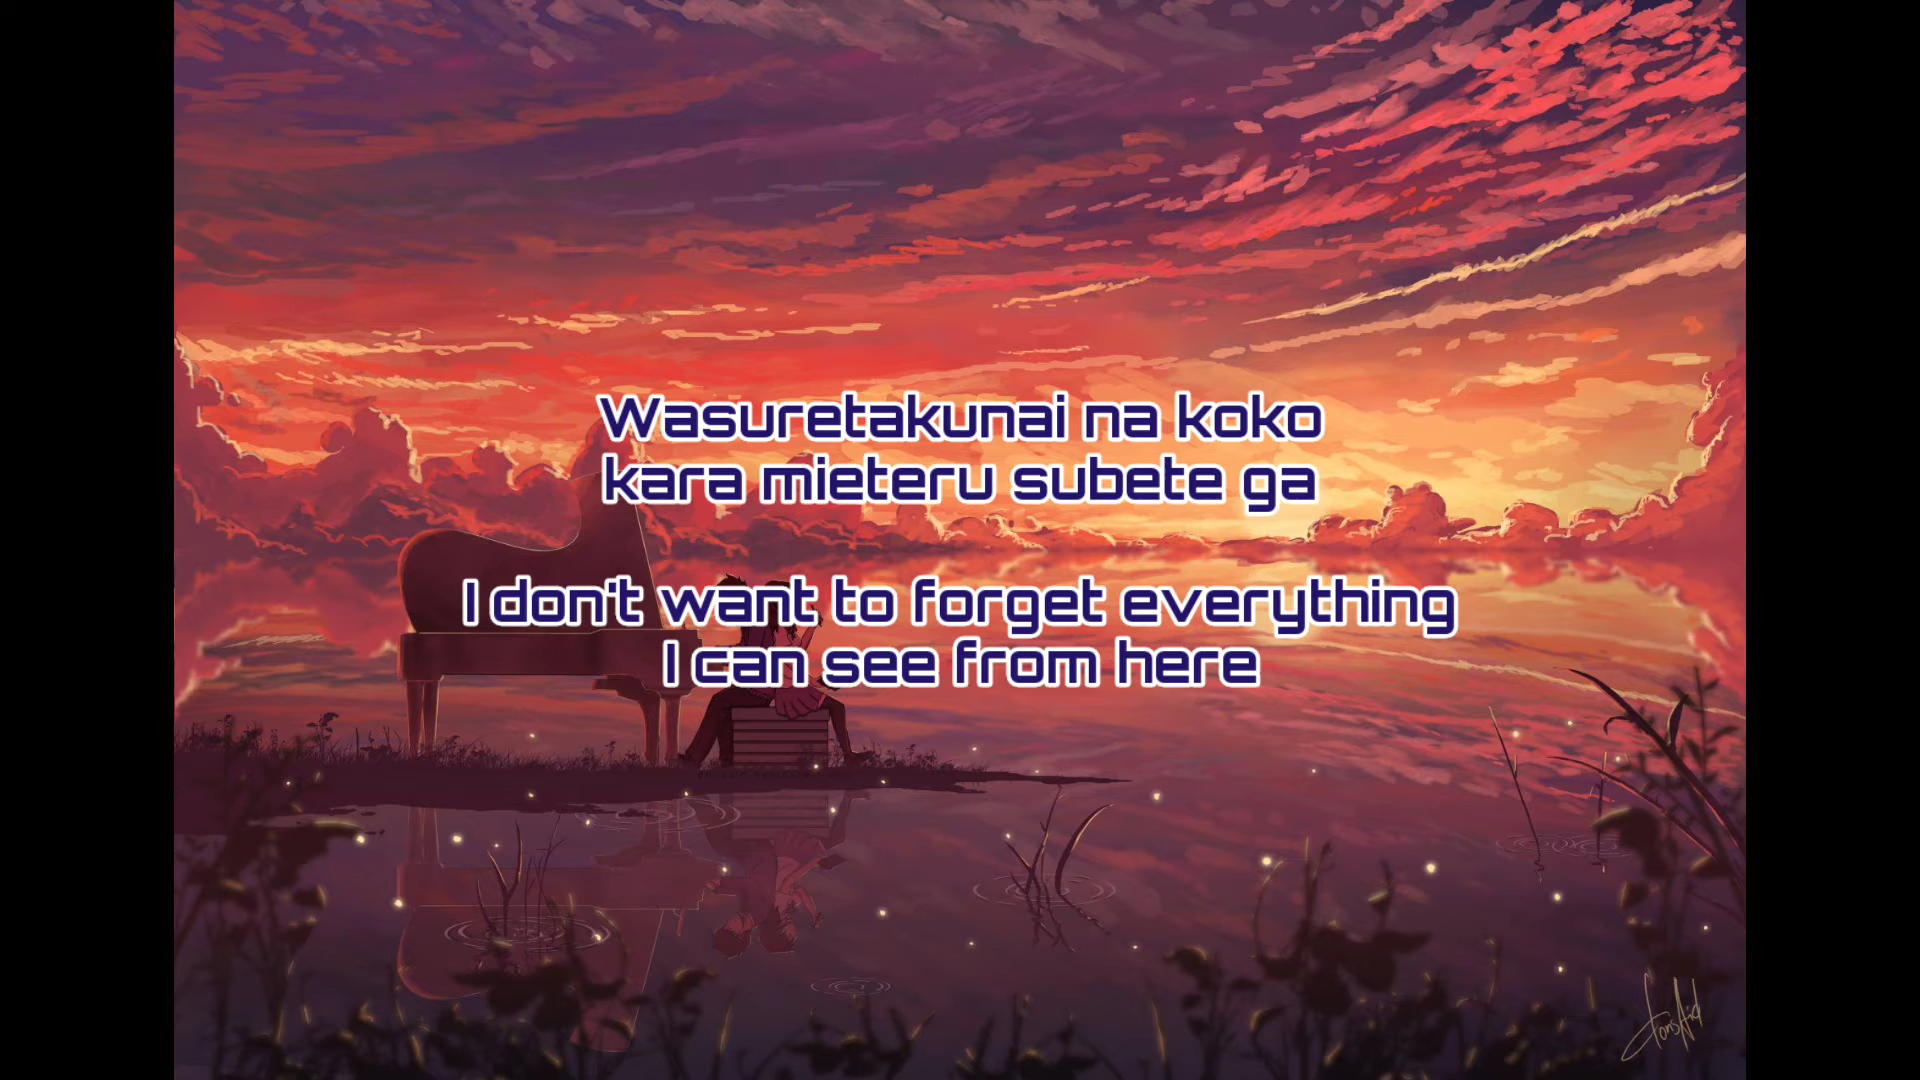 Wasuretakunai na koko
kara mieteru subete ga
I don't want to forget everything
I can see from here